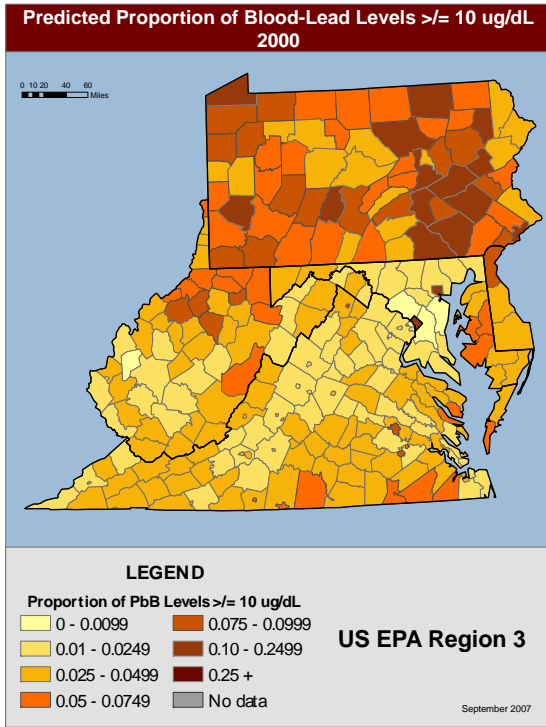 Predicted Proportion of Blood-Lead Levels >/= 10 ug/dL
2000
0 10 20 40 60
Miles
LEGEND
Proportion of PbB Levels >/= 10 ug/dL
0 - 0.0099
0.01 - 0.0249
0.025 - 0.0499
0.05 - 0.0749
0.075 - 0.0999
0.10 - 0.2499
0.25 +
No data
US EPA Region 3
September 2007